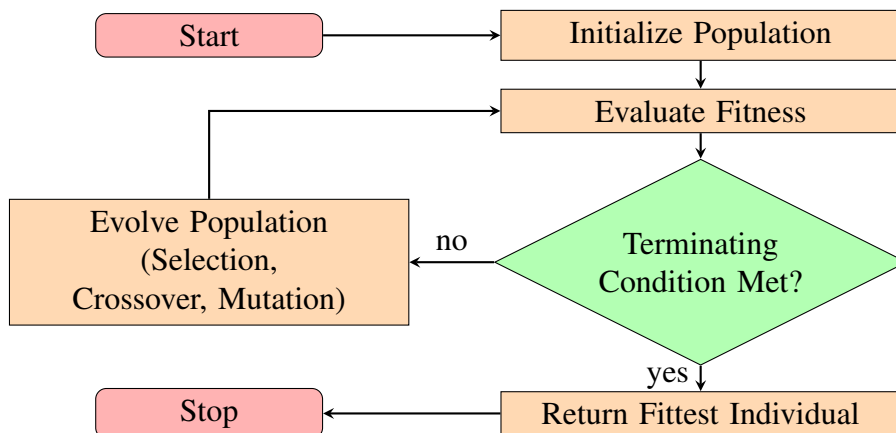 Start
Initialize Population
Evaluate Fitness
Evolve Population
(Selection,
Crossover, Mutation)
no
Terminating
Condition Met?
yes
Stop
Return Fittest Individual